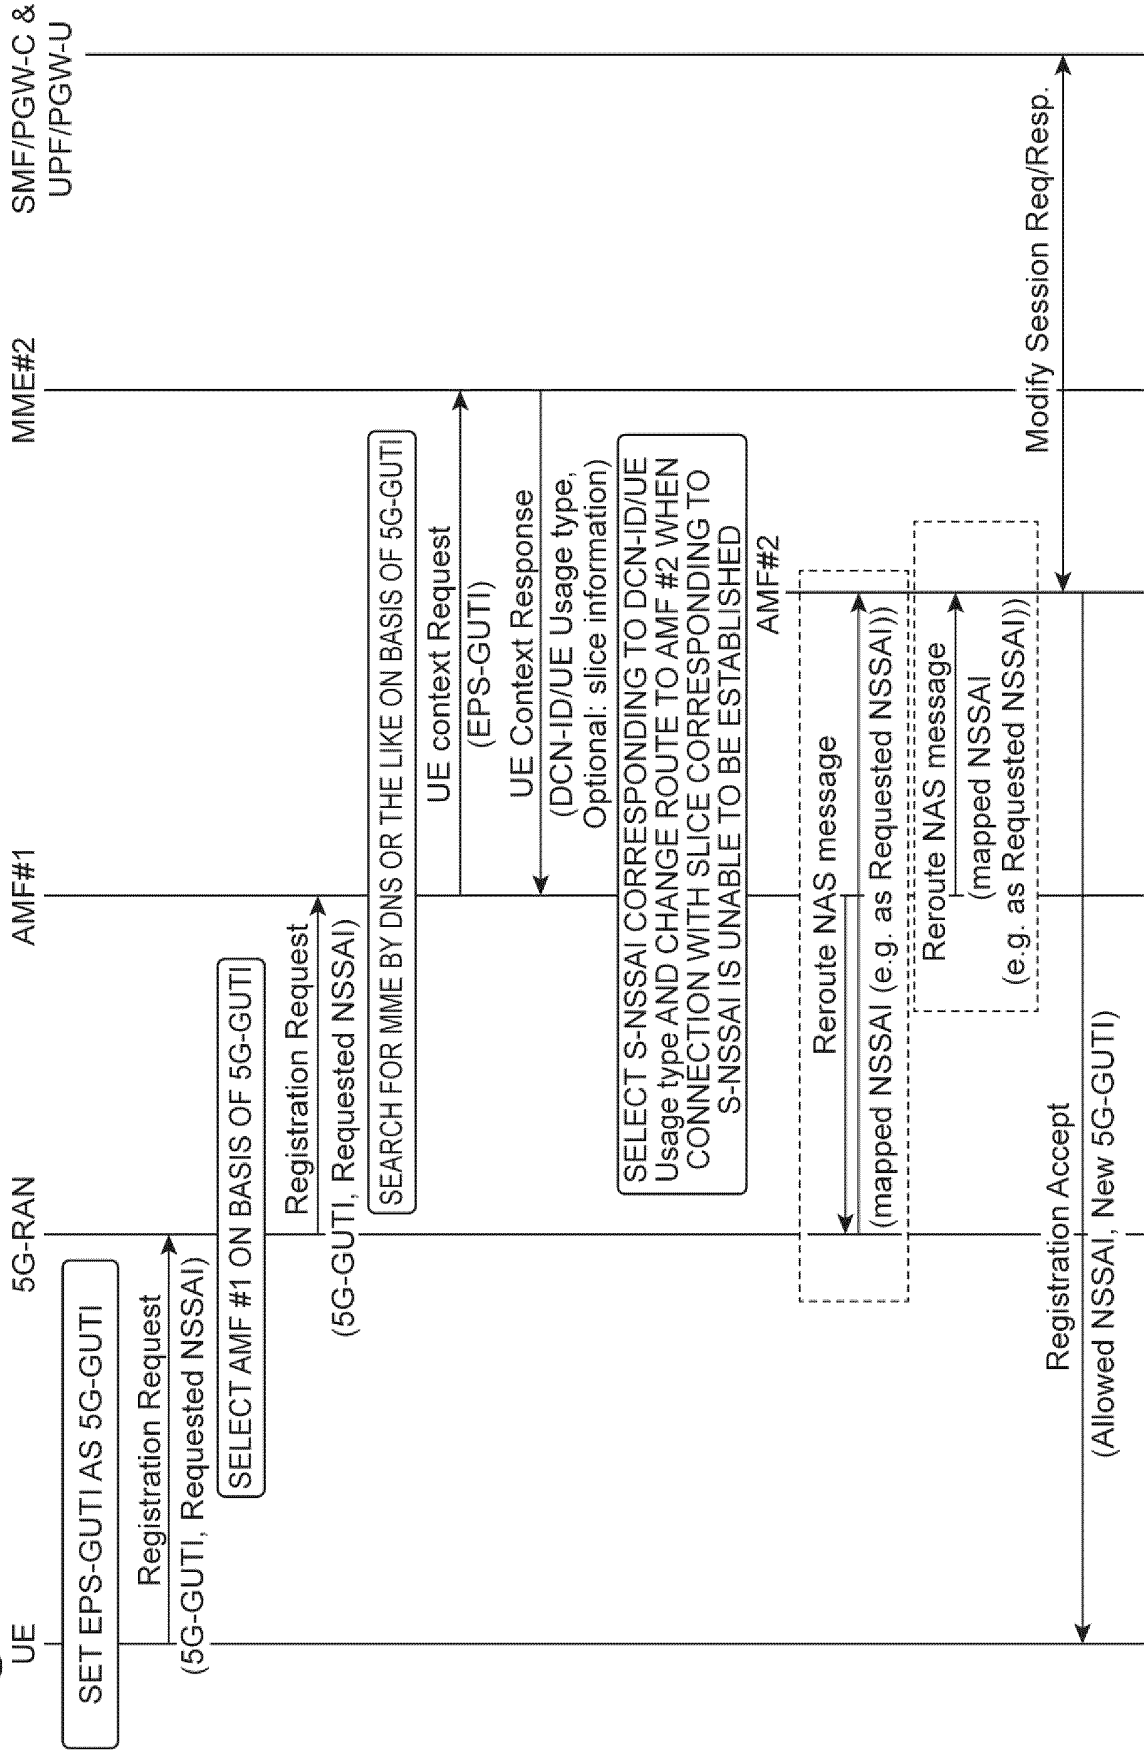 UE
5G-RAN
AMF#1
MME#2
SMF/PGW-C &
UPF/PGW-U
SET EPS-GUTI AS 5G-GUTI
Registration Request
(5G-GUTI, Requested NSSAI)
SELECT AMF #1 ON BASIS OF 5G-GUTI
Registration Request
(5G-GUTI, Requested NSSAI)
SEARCH FOR MME BY DNS OR THE LIKE ON BASIS OF 5G-GUTI
UE context Request
(EPS-GUTI)
UE Context Response
(DCN-ID/UE Usage type,
Optional: slice information)
SELECT S-NSSAI CORRESPONDING TO DCN-ID/UE
Usage type AND CHANGE ROUTE TO AMF #2 WHEN
CONNECTION WITH SLICE CORRESPONDING TO
S-NSSAI IS UNABLE TO BE ESTABLISHED
AMF#2
Reroute NAS message
(mapped NSSAI (e.g. as Requested NSSAI))
Reroute NAS message
(mapped NSSAI
(e.g. as Requested NSSAI))
Modify Session Req/Resp.
Registration Accept
(Allowed NSSAI, New 5G-GUTI)